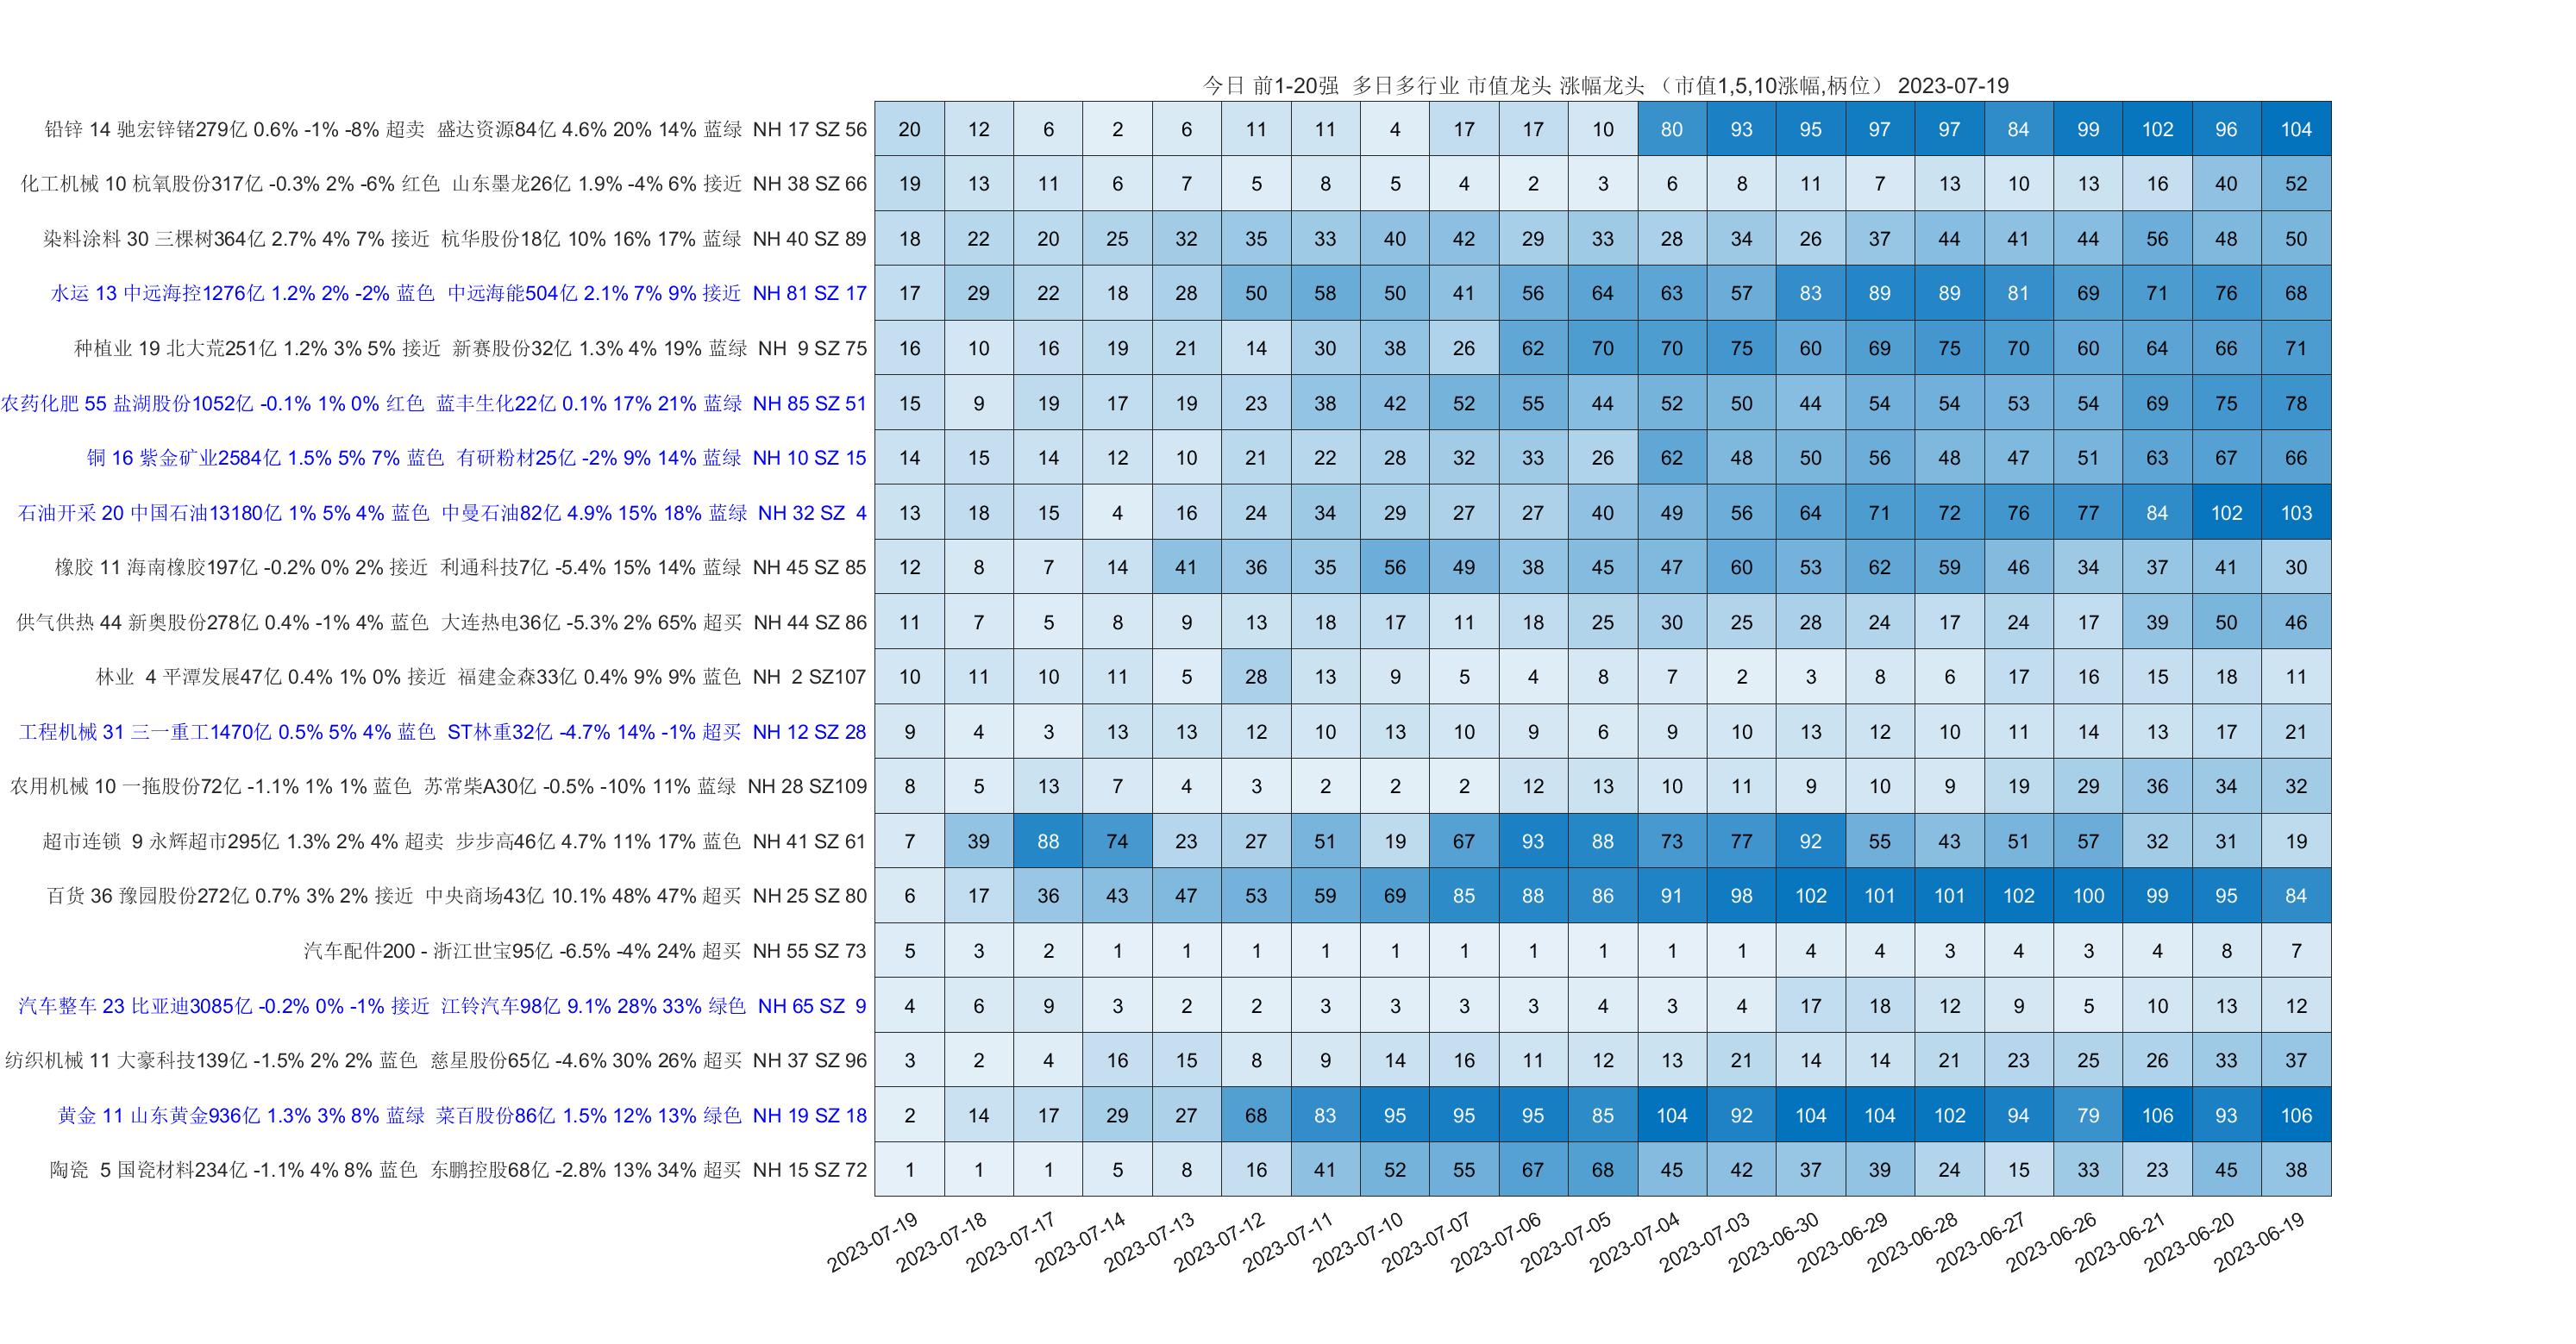 今日 前1-20强 多日多行业 市值龙头 涨幅龙头 （市值1,5,10涨幅,柄位） 2023-07-19
铅锌 14 驰宏锌锗279亿 0.6% -1% -8% 超卖 盛达资源84亿 4.6% 20% 14% 蓝绿 NH 17 SZ 56 20 12 6 2 6 11 11 4 17 17 10 80 93 95 97 97 84 99 102 96 104
化工机械 10 杭氧股份317亿 -0.3% 2% -6% 红色 山东墨龙26亿 1.9% -4% 6% 接近 NH 38 SZ 66 19 13 11 6 7 5 8 5 4 2 3 6 8 11 7 13 10 13 16 40 52
染料涂料 30 三棵树364亿 2.7% 4% 7% 接近 杭华股份18亿 10% 16% 17% 蓝绿 NH 40 SZ 89 18 22 20 25 32 35 33 40 42 29 33 28 34 26 37 44 41 44 56 48 50
水运 13 中远海控1276亿 1.2% 2% -2% 蓝色 中远海能504亿 2.1% 7% 9% 接近 NH 81 SZ 17 17 29 22 18 28 50 58 50 41 56 64 63 57 83 89 89 81 69 71 76 68
种植业 19 北大荒251亿 1.2% 3% 5% 接近 新赛股份32亿 1.3% 4% 19% 蓝绿 NH 9 SZ 75 16 10 16 19 21 14 30 38 26 62 70 70 75 60 69 75 70 60 64 66 71
农药化肥 55 盐湖股份1052亿 -0.1% 1% 0% 红色 蓝丰生化22亿 0.1% 17% 21% 蓝绿 NH 85 SZ 51 15 9 19 17 19 23 38 42 52 55 44 52 50 44 54 54 53 54 69 75 78
铜 16 紫金矿业2584亿 1.5% 5% 7% 蓝色 有研粉材25亿 -2% 9% 14% 蓝绿 NH 10 SZ 15 14 15 14 12 10 21 22 28 32 33 26 62 48 50 56 48 47 51 63 67 66
石油开采 20 中国石油13180亿 1% 5% 4% 蓝色 中曼石油82亿 4.9% 15% 18% 蓝绿 NH 32 SZ 4 13 18 15 4 16 24 34 29 27 27 40 49 56 64 71 72 76 77 84 102 103
橡胶 11 海南橡胶197亿 -0.2% 0% 2% 接近 利通科技7亿 -5.4% 15% 14% 蓝绿 NH 45 SZ 85 12 8 7 14 41 36 35 56 49 38 45 47 60 53 62 59 46 34 37 41 30
供气供热 44 新奥股份278亿 0.4% -1% 4% 蓝色 大连热电36亿 -5.3% 2% 65% 超买 NH 44 SZ 86 11 7 5 8 9 13 18 17 11 18 25 30 25 28 24 17 24 17 39 50 46
林业 4 平潭发展47亿 0.4% 1% 0% 接近 福建金森33亿 0.4% 9% 9% 蓝色 NH 2 SZ107 10 11 10 11 5 28 13 9 5 4 8 7 2 3 8 6 17 16 15 18 11
工程机械 31 三一重工1470亿 0.5% 5% 4% 蓝色 ST林重32亿 -4.7% 14% -1% 超买 NH 12 SZ 28 9 4 3 13 13 12 10 13 10 9 6 9 10 13 12 10 11 14 13 17 21
农用机械 10 一拖股份72亿 -1.1% 1% 1% 蓝色 苏常柴A30亿 -0.5% -10% 11% 蓝绿 NH 28 SZ109 8 5 13 7 4 3 2 2 2 12 13 10 11 9 10 9 19 29 36 34 32
超市连锁 9 永辉超市295亿 1.3% 2% 4% 超卖 步步高46亿 4.7% 11% 17% 蓝色 NH 41 SZ 61 7 39 88 74 23 27 51 19 67 93 88 73 77 92 55 43 51 57 32 31 19
百货 36 豫园股份272亿 0.7% 3% 2% 接近 中央商场43亿 10.1% 48% 47% 超买 NH 25 SZ 80 6 17 36 43 47 53 59 69 85 88 86 91 98 102 101 101 102 100 99 95 84
汽车配件200 - 浙江世宝95亿 -6.5% -4% 24% 超买 NH 55 SZ 73 5 3 2 1 1 1 1 1 1 1 1 1 1 4 4 3 4 3 4 8 7
汽车整车 23 比亚迪3085亿 -0.2% 0% -1% 接近 江铃汽车98亿 9.1% 28% 33% 绿色 NH 65 SZ 9 4 6 9 3 2 2 3 3 3 3 4 3 4 17 18 12 9 5 10 13 12
纺织机械 11 大豪科技139亿 -1.5% 2% 2% 蓝色 慈星股份65亿 -4.6% 30% 26% 超买 NH 37 SZ 96 3 2 4 16 15 8 9 14 16 11 12 13 21 14 14 21 23 25 26 33 37
黄金 11 山东黄金936亿 1.3% 3% 8% 蓝绿 菜百股份86亿 1.5% 12% 13% 绿色 NH 19 SZ 18 2 14 17 29 27 68 83 95 95 95 85 104 92 104 104 102 94 79 106 93 106
陶瓷 5 国瓷材料234亿 -1.1% 4% 8% 蓝色 东鹏控股68亿 -2.8% 13% 34% 超买 NH 15 SZ 72 1 1 1 5 8 16 41 52 55 67 68 45 42 37 39 24 15 33 23 45 38
2023-07-19 2023-07-18 2023-07-17 2023-07-14 2023-07-13 2023-07-12 2023-07-11 2023-07-10 2023-07-07 2023-07-06 2023-07-05 2023-07-04 2023-07-03 2023-06-30 2023-06-29 2023-06-28 2023-06-27 2023-06-26 2023-06-21 2023-06-20 2023-06-19